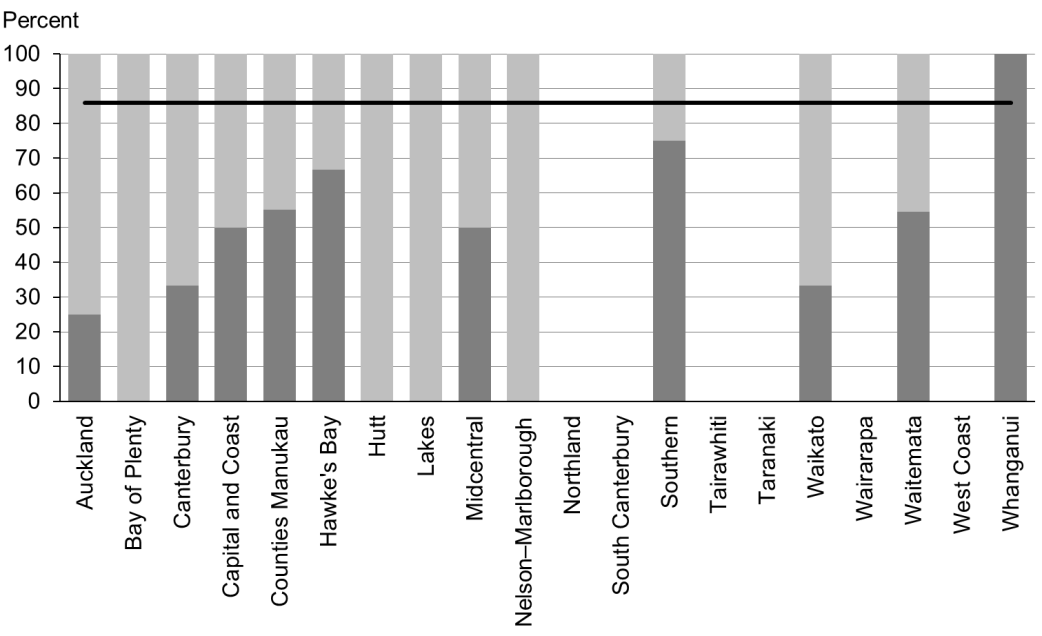 Percent
100
90
80
70
60
50
40
30
20
10
0
Auckland
Bay of Plenty
Canterbury
Capital and Coast
Counties Manukau
Hawke's Bay
Hutt
Lakes
Midcentral
Nelson–Marlborough
Northland
South Canterbury
Southern
Tairawhiti
Taranaki
Waikato
Wairarapa
Waitemata
West Coast
Whanganui